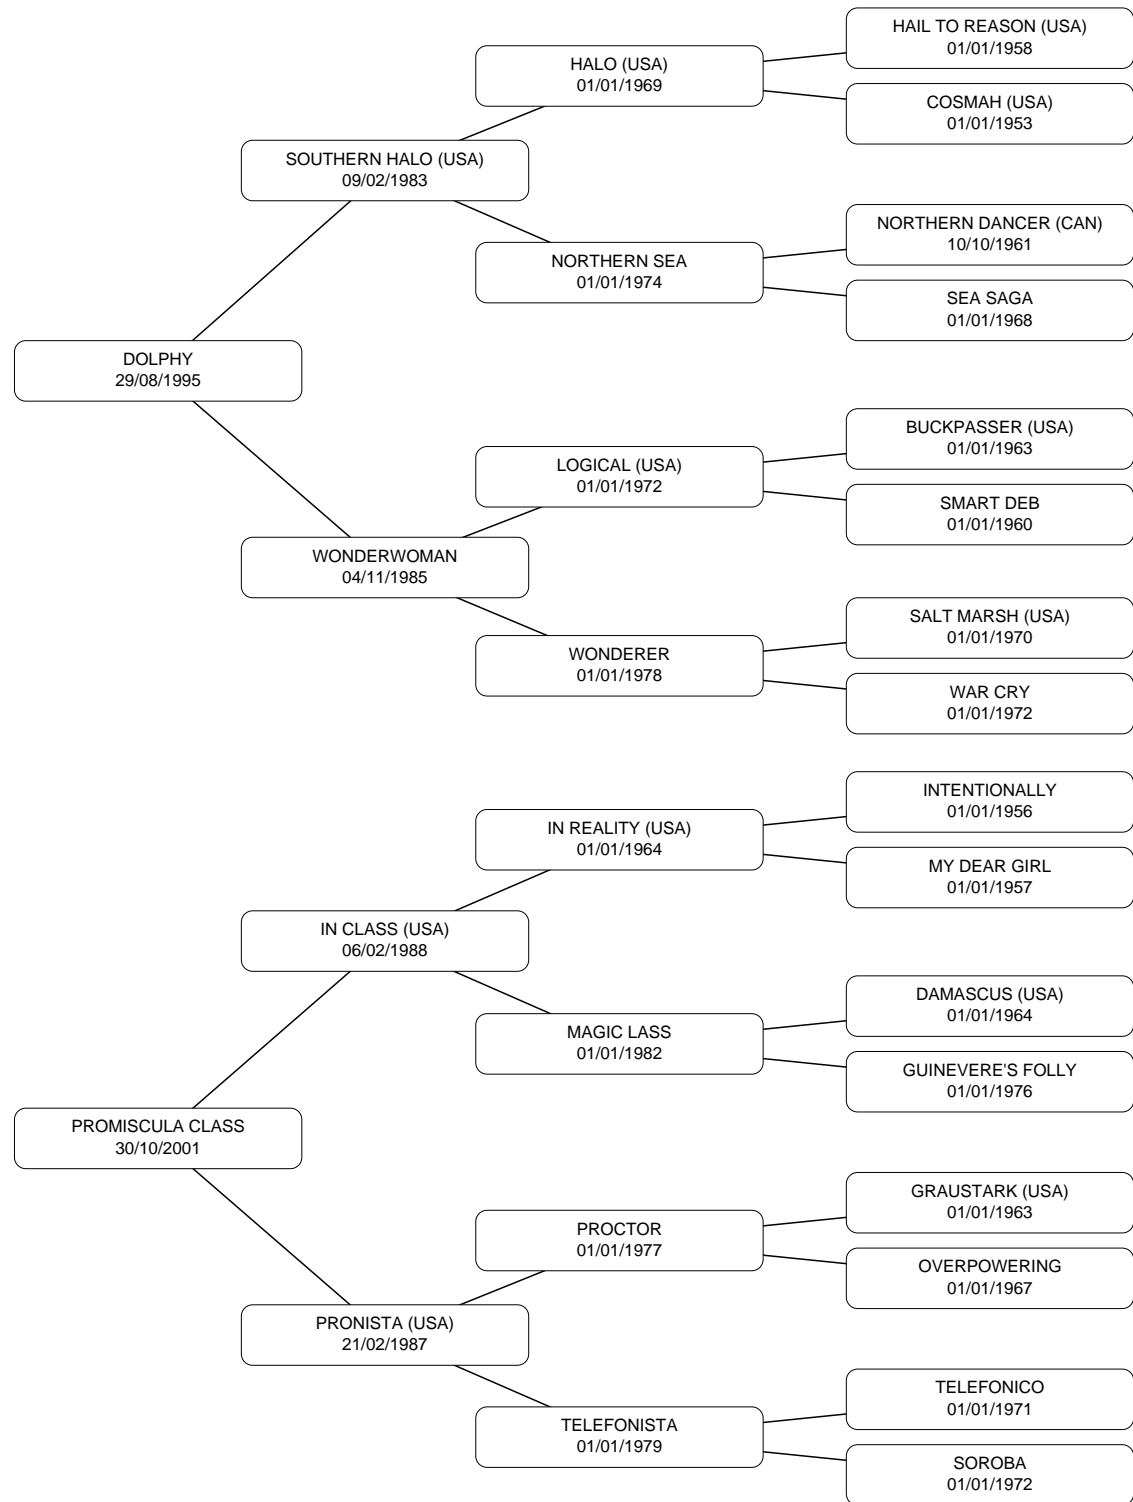 HAIL TO REASON (USA)
01/01/1958
HALO (USA)
01/01/1969
COSMAH (USA)
01/01/1953
SOUTHERN HALO (USA)
09/02/1983
NORTHERN DANCER (CAN)
10/10/1961
NORTHERN SEA
01/01/1974
SEA SAGA
01/01/1968
DOLPHY
29/08/1995
BUCKPASSER (USA)
01/01/1963
LOGICAL (USA)
01/01/1972
SMART DEB
01/01/1960
WONDERWOMAN
04/11/1985
SALT MARSH (USA)
01/01/1970
WONDERER
01/01/1978
WAR CRY
01/01/1972
INTENTIONALLY
01/01/1956
IN REALITY (USA)
01/01/1964
MY DEAR GIRL
01/01/1957
IN CLASS (USA)
06/02/1988
DAMASCUS (USA)
01/01/1964
MAGIC LASS
01/01/1982
GUINEVERE'S FOLLY
01/01/1976
PROMISCULA CLASS
30/10/2001
GRAUSTARK (USA)
01/01/1963
PROCTOR
01/01/1977
OVERPOWERING
01/01/1967
PRONISTA (USA)
21/02/1987
TELEFONICO
01/01/1971
TELEFONISTA
01/01/1979
SOROBA
01/01/1972